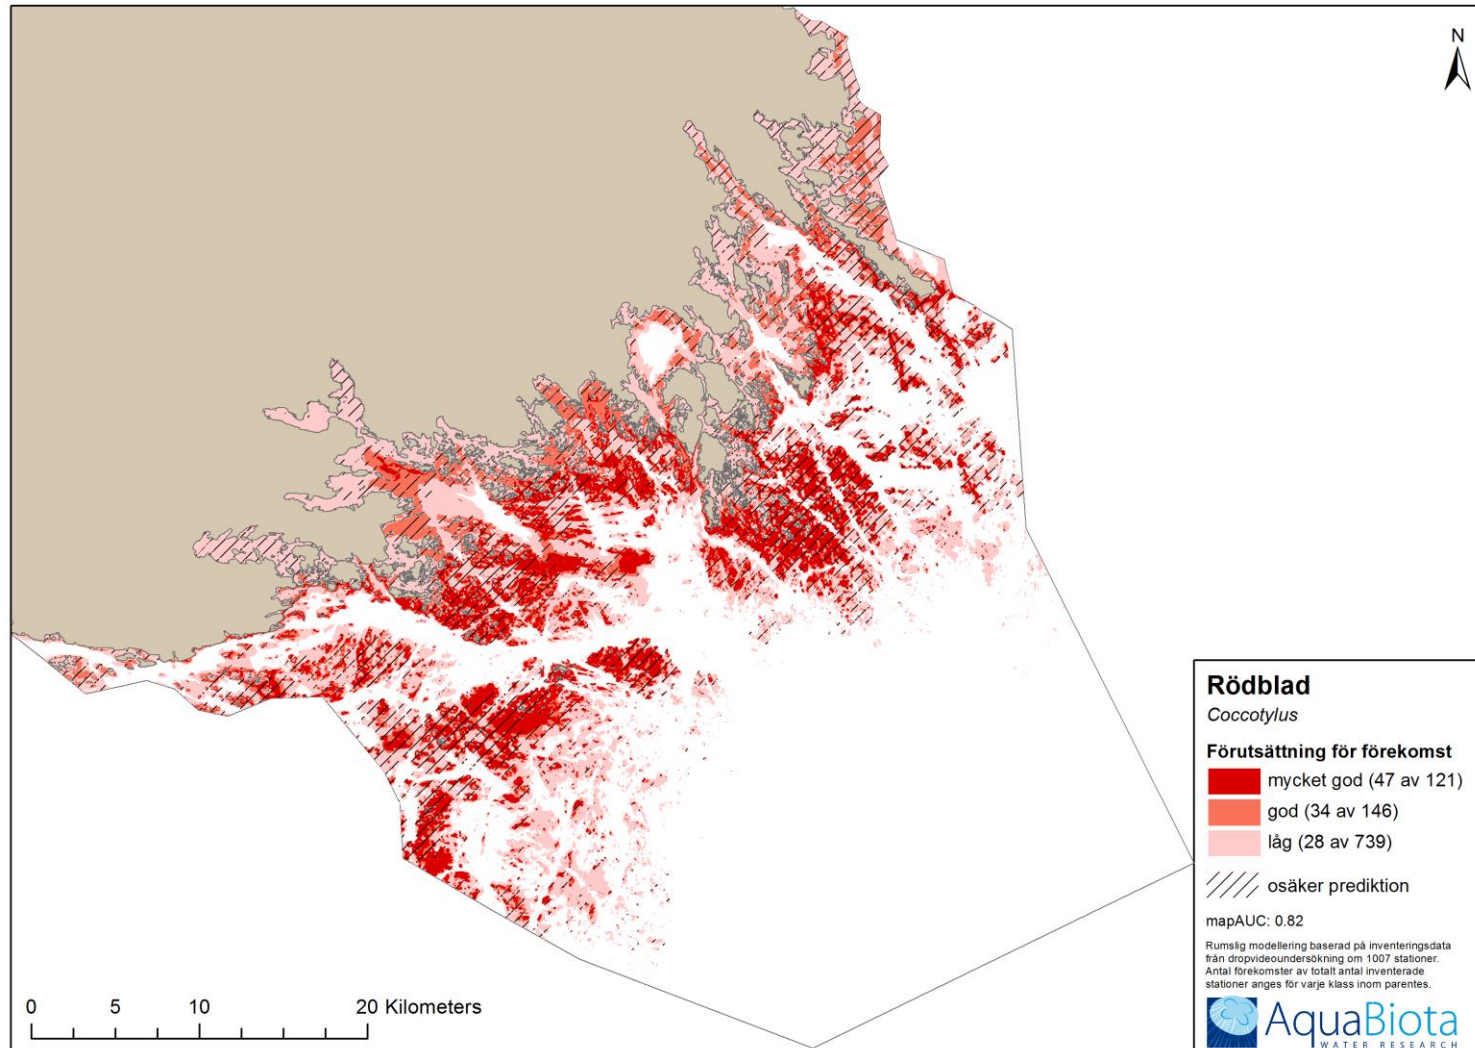 N
Rödblad
Coccotylus
Förutsättning för förekomst
mycket god (47 av 121)
god (34 av 146)
låg (28 av 739)
osäker prediktion
mapAUC: 0.82
Rumslig modellering baserad på inventeringsdata
från dropvideoundersökning om 1007 stationer.
Antal förekomster av totalt antal inventerade
stationer anges för varje klass inom parentes.
AquaBiota
WATER RESEARCH
0 5 10 20 Kilometers